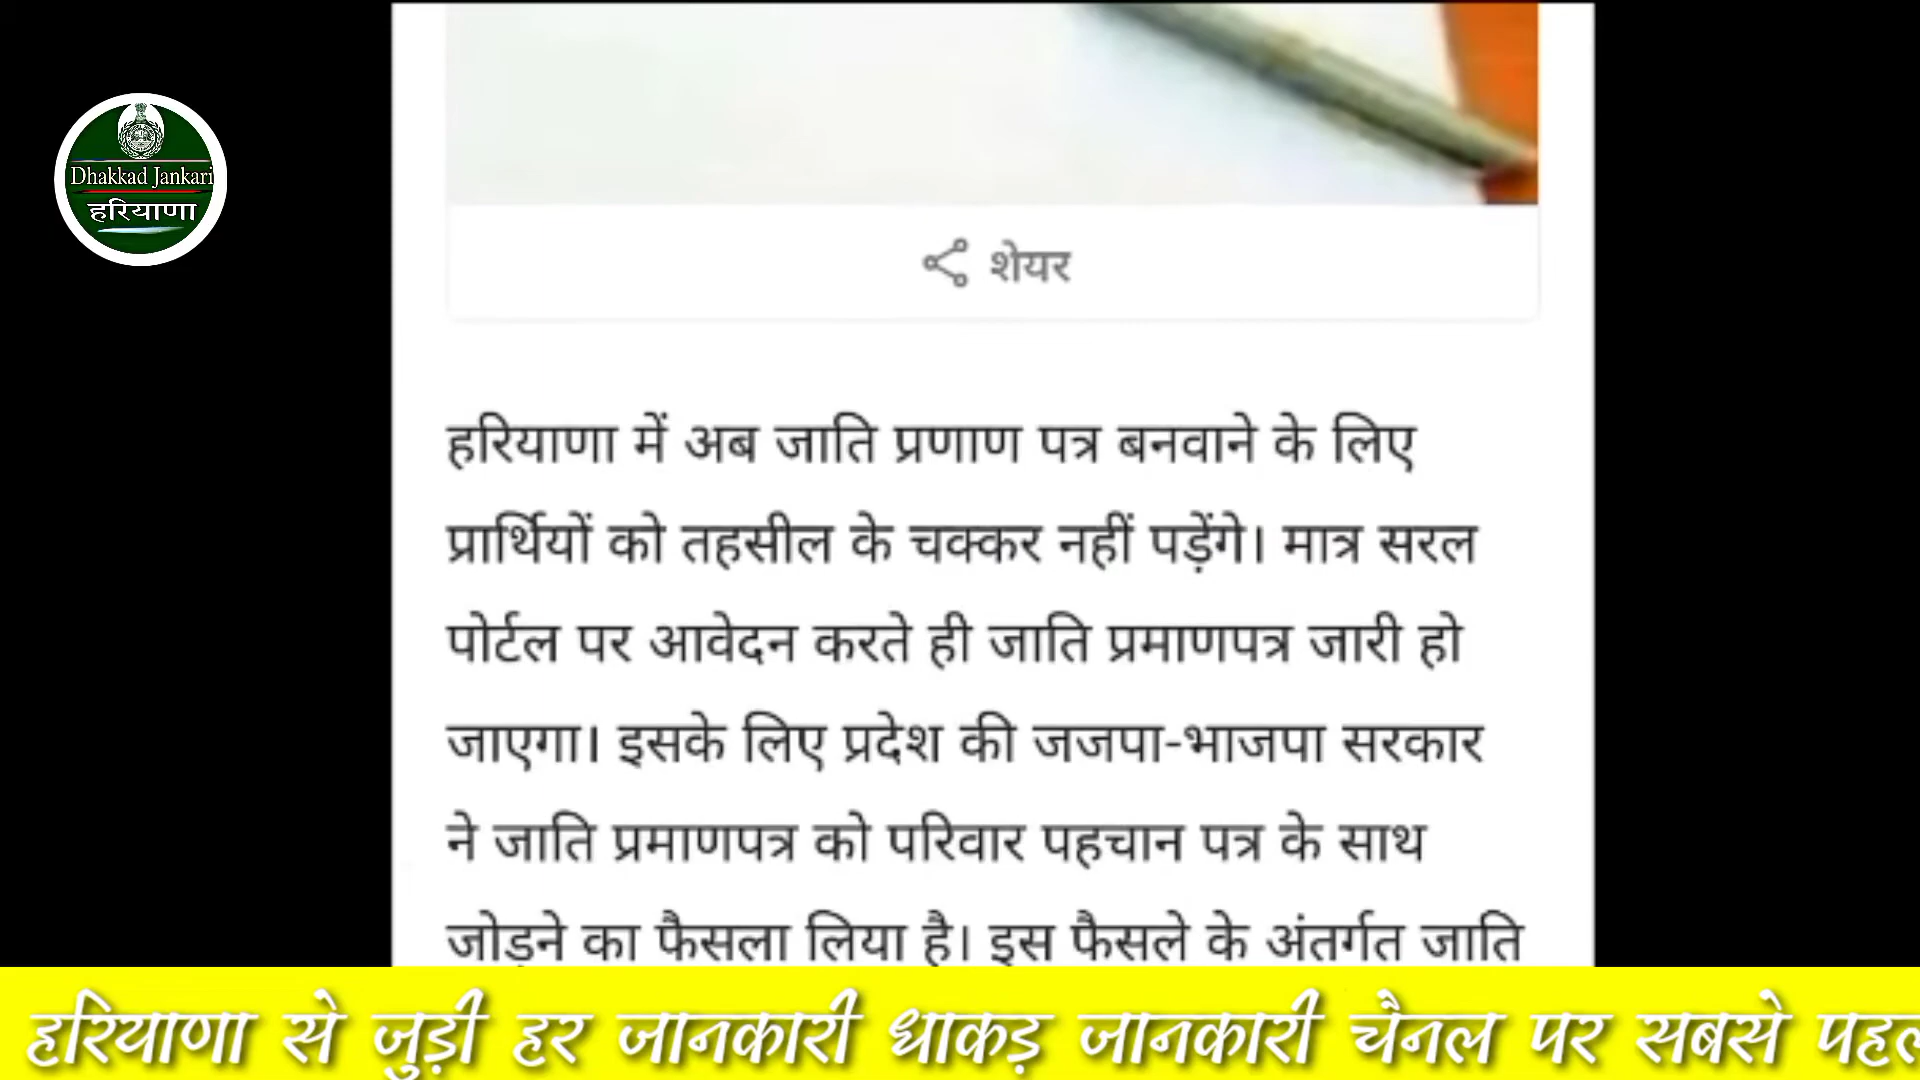 Dhakkad Jankari
हरियाणा
शेयर
हरियाणा में अब जाति प्रणाण पत्र बनवाने के लिए
प्रार्थियों को तहसील के चक्कर नहीं पड़ेंगे। मात्र सरल
पोर्टल पर आवेदन करते ही जाति प्रमाणपत्र जारी हो
जाएगा। इसके लिए प्रदेश की जजपा-भाजपा सरकार
ने जाति प्रमाणपत्र को परिवार पहचान पत्र के साथ
जोड़ने का फैसला लिया है। इस फैसले के अंतर्गत जाति
हरियाणा से जुड़ी हर जानकारी धाकड़ जानकारी चैनल पर सबसे